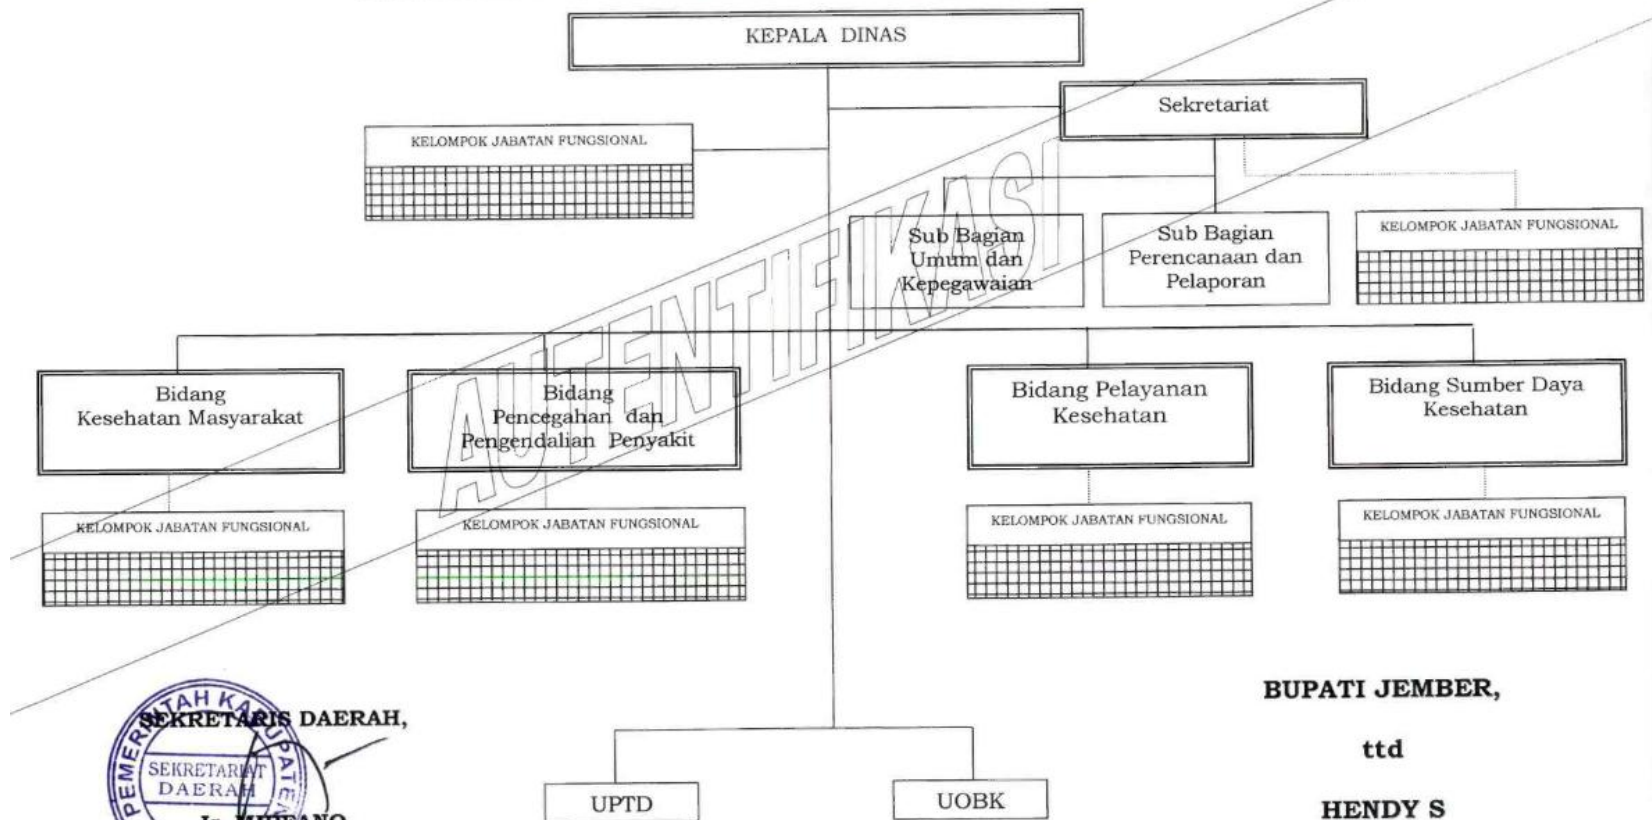 KEPALA DINAS
Sekretariat
KELOMPOK JABATAN FUNGSIONAL
Sub Bagian
Umum dan
Kepegawaian
Sub Bagian
Perencanaan dan
Pelaporan
KELOMPOK JABATAN FUNGSIONAL
AUTENTIFIKASI
Bidang
Kesehatan Masyarakat
Bidang
Pencegahan dan
Pengendalian Penyakit
Bidang Pelayanan
Kesehatan
Bidang Sumber Daya
Kesehatan
KELOMPOK JABATAN FUNGSIONAL
KELOMPOK JABATAN FUNGSIONAL
KELOMPOK JABATAN FUNGSIONAL
KELOMPOK JABATAN FUNGSIONAL
SEKRETARIS DAERAH,
PEMERINTAH KABUPATEN
SEKRETARIAT
DAERAH
UPTD
UOBK
BUPATI JEMBER,
ttd
HENDY S